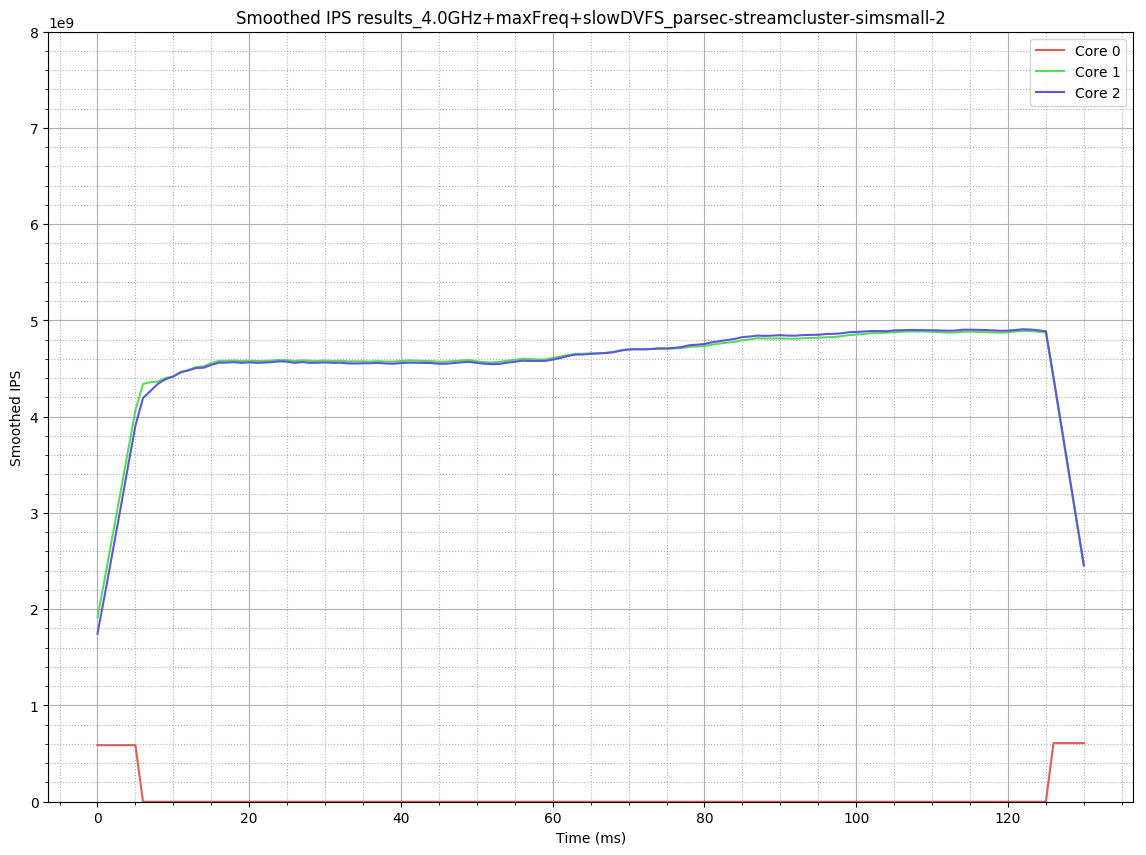 Smoothed IPS results_4.0GHz+maxFreq+slowDVFS_parsec-streamcluster-simsmall-2
1e9
Core 0
Core 1
Core 2
8
7
6
5
4
3
2
1
0
Smoothed IPS
0 20 40 60 80 100 120
Time (ms)